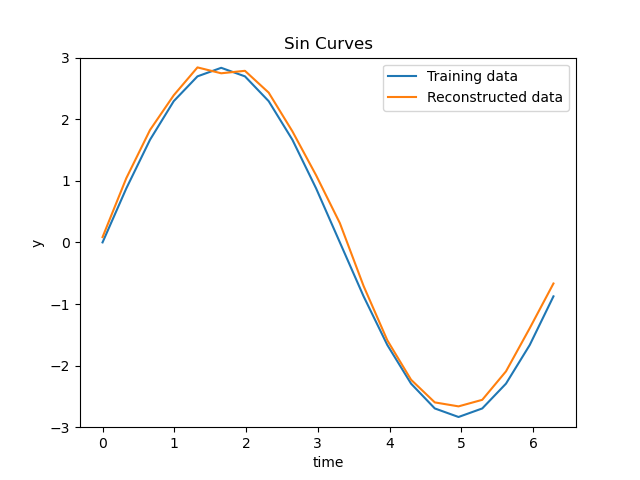 Sin Curves
Training data
Reconstructed data
3
2
1
0
−1
−2
−3
y
0 1 2 3 4 5 6
time